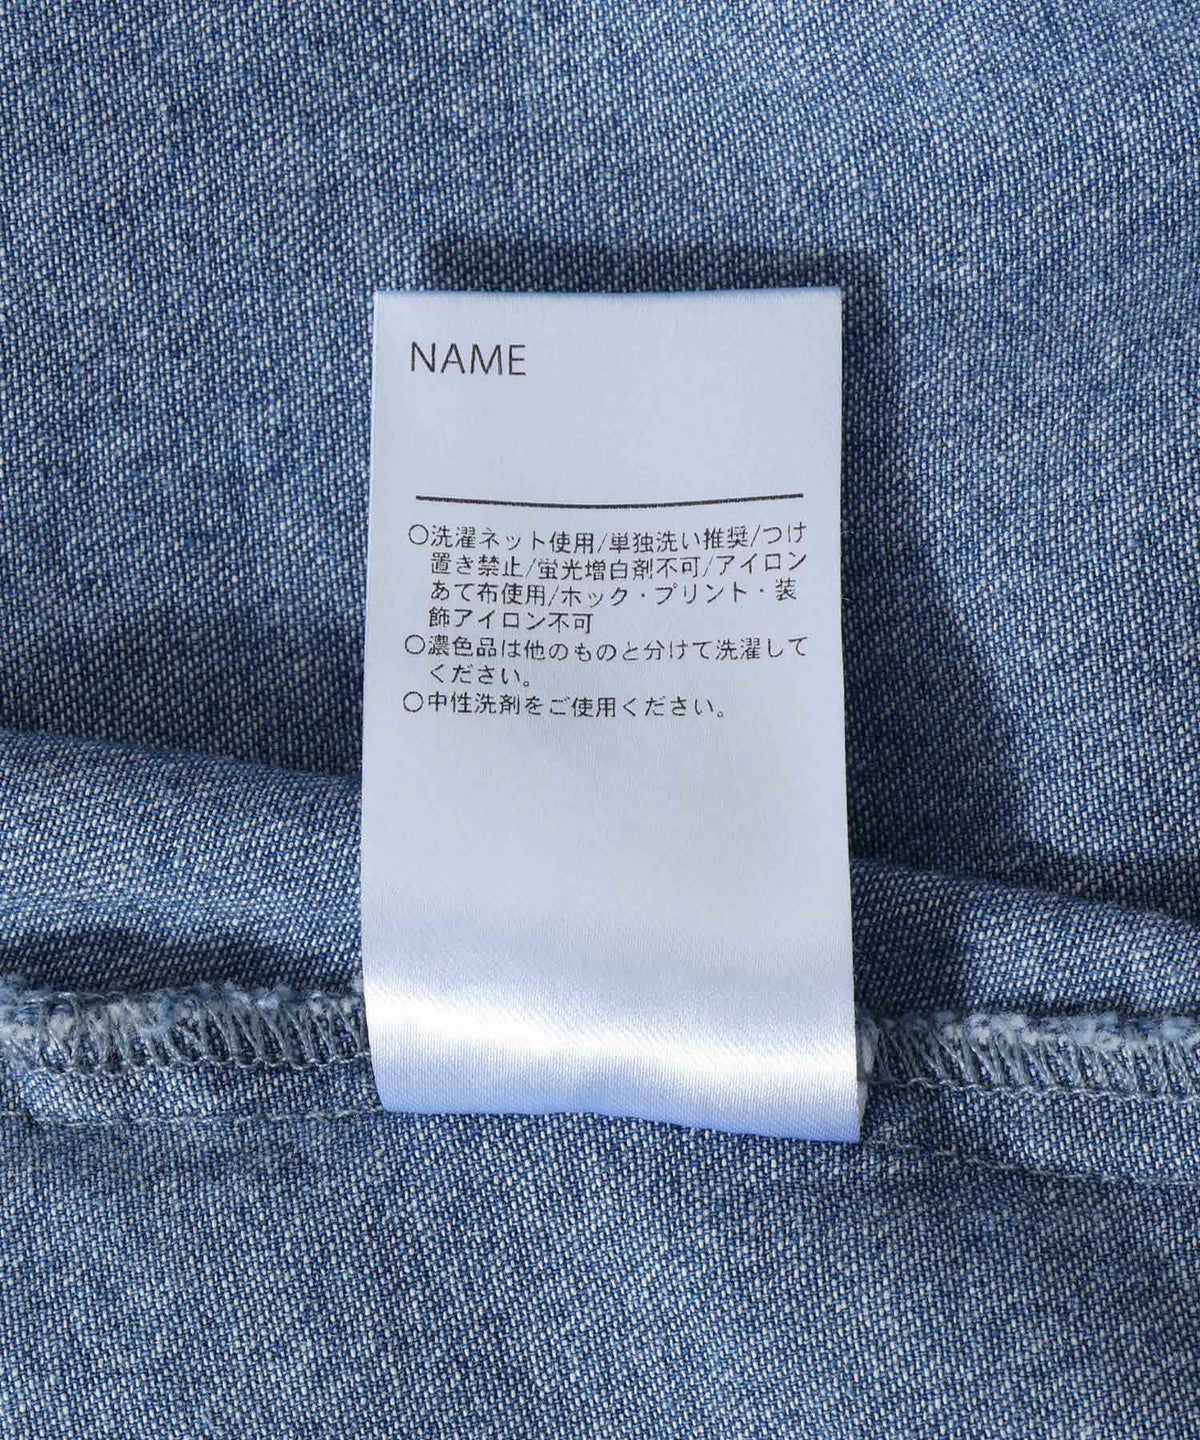 NAME
○洗濯ネット使用/単独洗い推奨/つけ
置き禁止/蛍光増白剤不可/アイロン
あて布使用/ホック・プリント・装
飾アイロン不可
○濃色品は他のものと分けて洗濯して
ください。
○中性洗剤をご使用ください。